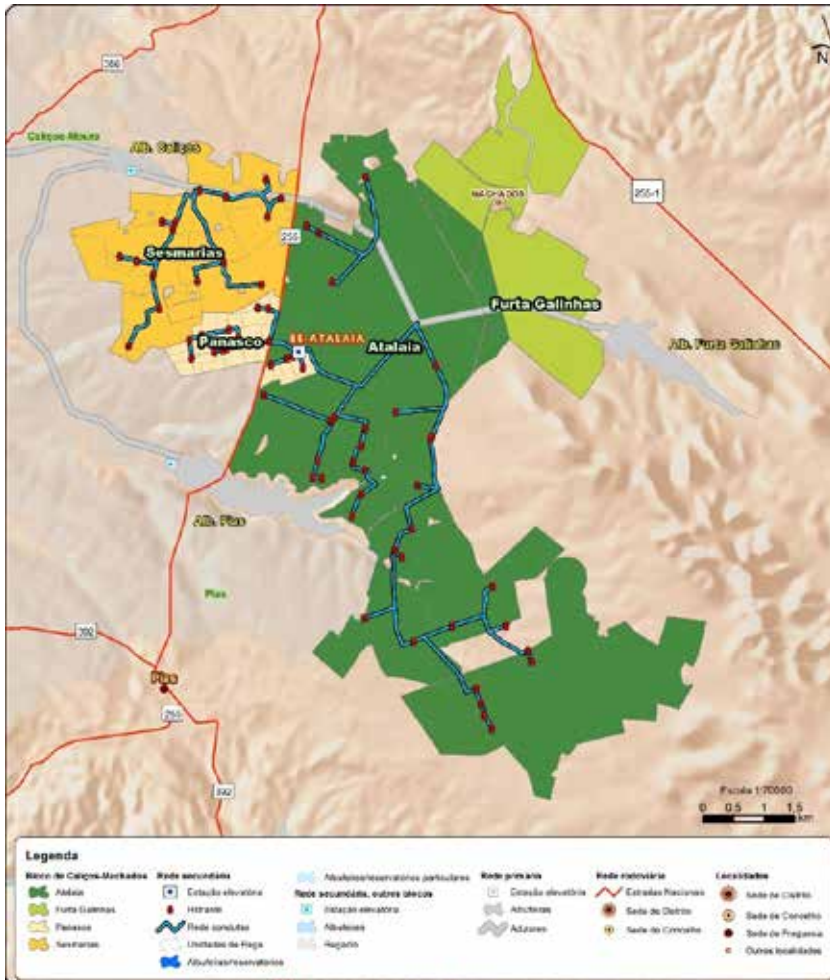 N
386
Caliços-Moura
Alb. Caliços
MACHADOS
255-1
255
Sesmarias
Furta Galinhas
Panasco
EE-ATALAIA
Atalaia
Alb. Furta Galinhas
Alb. Pias
Pias
392
Pias
255
392
Escala 1:70000
0 0.5 1 1.5
km
Legenda
Bloco de Caliços-Machados
Atalaia
Furta Galinhas
Panasco
Sesmarias
Rede secundária
Estação elevatória
Hidrante
Rede condutas
Unidades de Rega
Albufeiras/reservatórios
Albufeiras/reservatórios particulares
Rede secundária, outros blocos
Estação elevatória
Albufeiras
Regadio
Rede primária
Estação elevatória
Albufeiras
Adutores
Rede rodoviária
Estradas Nacionais
Sede de Distrito
Sede de Concelho
Localidades
Sede de Distrito
Sede de Concelho
Sede de Freguesia
Outras localidades